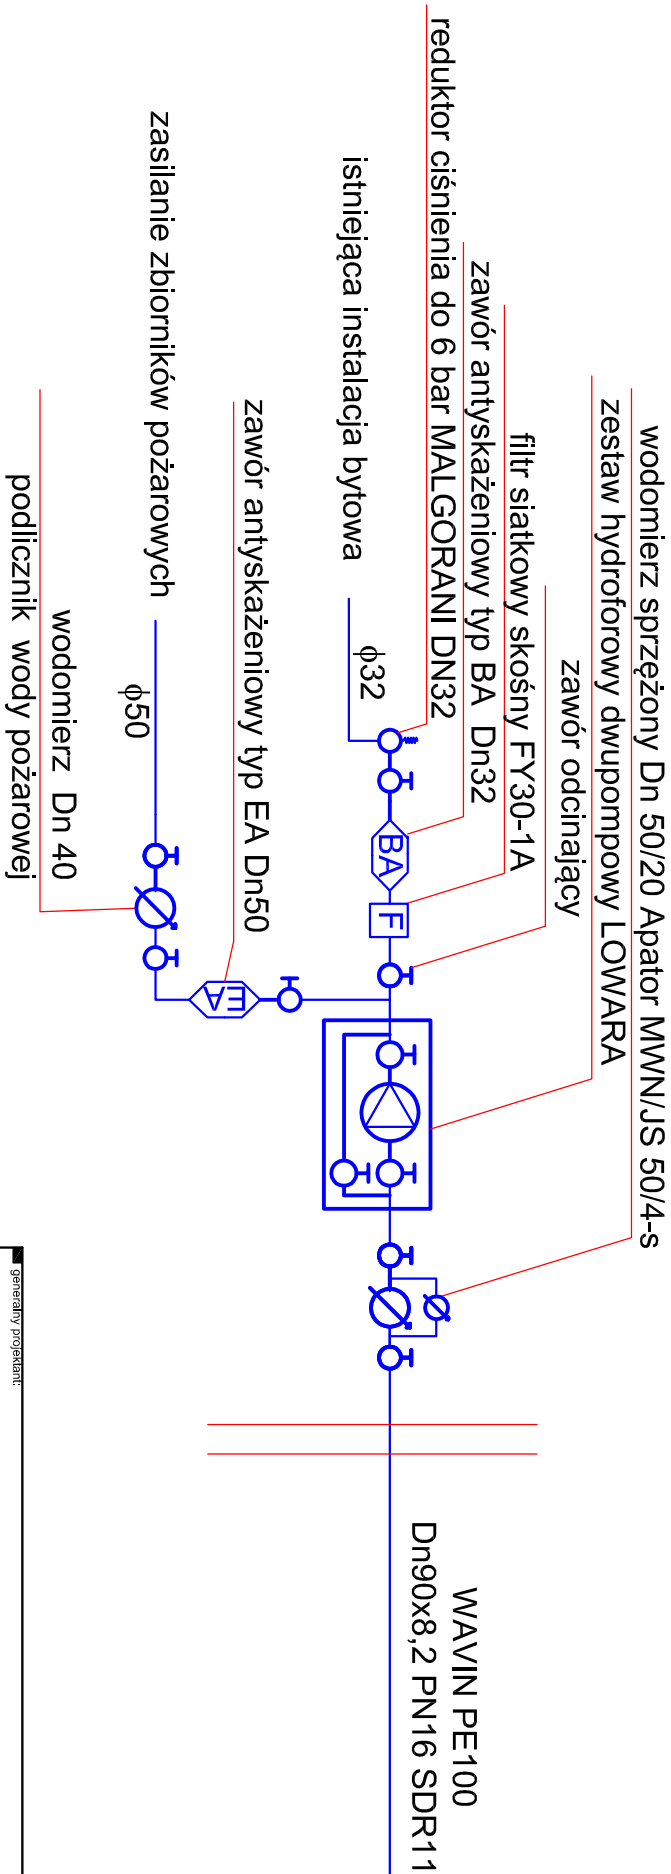 wodomierz sprzężony Dn 50/20 Apator MWN/JS 50/4-s
zestaw hydroforowy dwupompowy LOWARA
zawór odcinający
filtr siatkowy skośny FY30-1A
zawór antyskażeniowy typ BA Dn32
reduktor ciśnienia do 6 bar MALGORANI DN32
istniejąca instalacja bytowa
ϕ32
BA
F
WAVIN PE100
Dn90x8,2 PN16 SDR11
zawór antyskażeniowy typ EA Dn50
EA
zasilanie zbiorników pożarowych
ϕ50
wodomierz Dn 40
podlicznik wody pożarowej
generalny projektant: